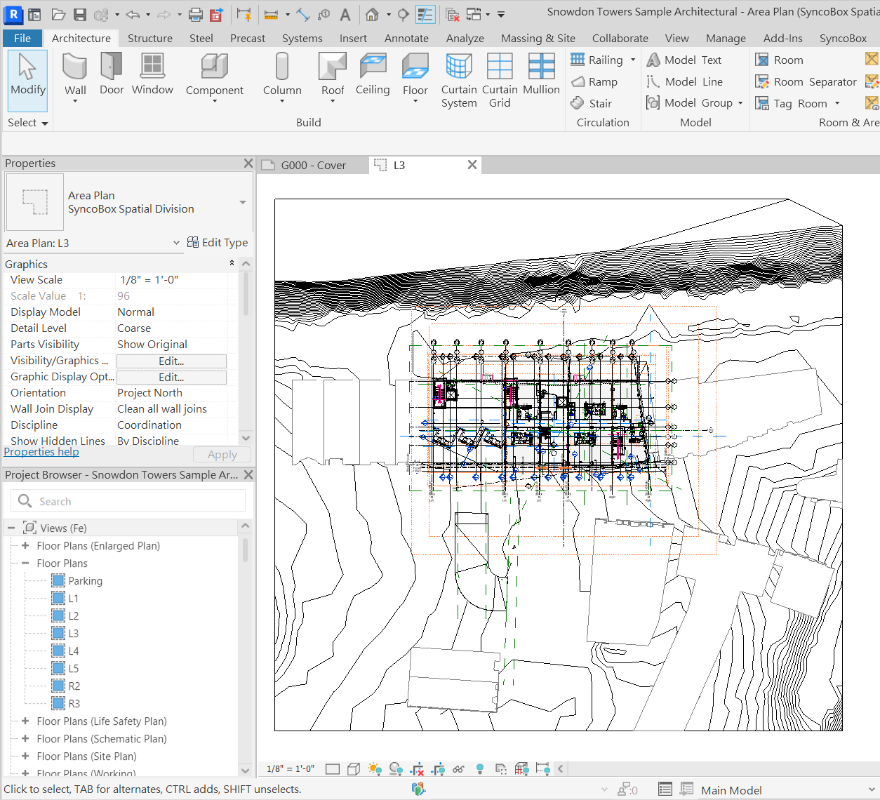 Snowdon Towers Sample Architectural - Area Plan (SyncoBox Spatia
File Architecture Structure Steel Precast Systems Insert Annotate Analyze Massing & Site Collaborate View Manage Add-Ins SyncoBox
Modify
Wall
Door
Window
Component
Column
Roof
Ceiling
Floor
Curtain System
Curtain Grid
Mullion
Railing
Ramp
Stair
Model Text
Model Line
Model Group
Room
Room Separator
Tag Room
Select
Build
Circulation
Model
Room & Are
Properties
G000 - Cover
L3
Area Plan
SyncoBox Spatial Division
Area Plan: L3
Edit Type
Graphics
View Scale 1/8" = 1'-0"
Scale Value 1: 96
Display Model Normal
Detail Level Coarse
Parts Visibility Show Original
Visibility/Graphics ... Edit...
Graphic Display Opt... Edit...
Orientation Project North
Wall Join Display Clean all wall joins
Discipline Coordination
Show Hidden Lines By Discipline
Properties help
Apply
Project Browser - Snowdon Towers Sample Ar...
Search
Views (Fe)
Floor Plans (Enlarged Plan)
Floor Plans
Parking
L1
L2
L3
L4
L5
R2
R3
Floor Plans (Life Safety Plan)
Floor Plans (Schematic Plan)
Floor Plans (Site Plan)
Floor Plans (Working)
1/8" = 1'-0"
Click to select, TAB for alternates, CTRL adds, SHIFT unselects.
:0
Main Model